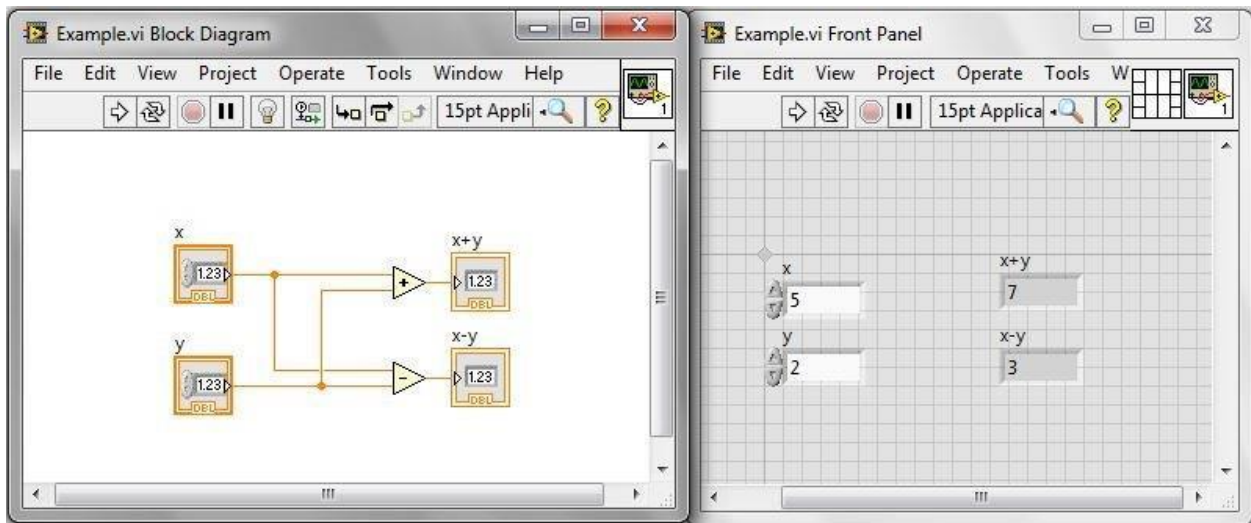 Example.vi Block Diagram
File Edit View Project Operate Tools Window Help
15pt Appli
1
x
1.23
DBL
x+y
1.23
DBL
y
1.23
DBL
x-y
1.23
DBL
Example.vi Front Panel
File Edit View Project Operate Tools W
15pt Applica
1
x
5
x+y
7
y
2
x-y
3